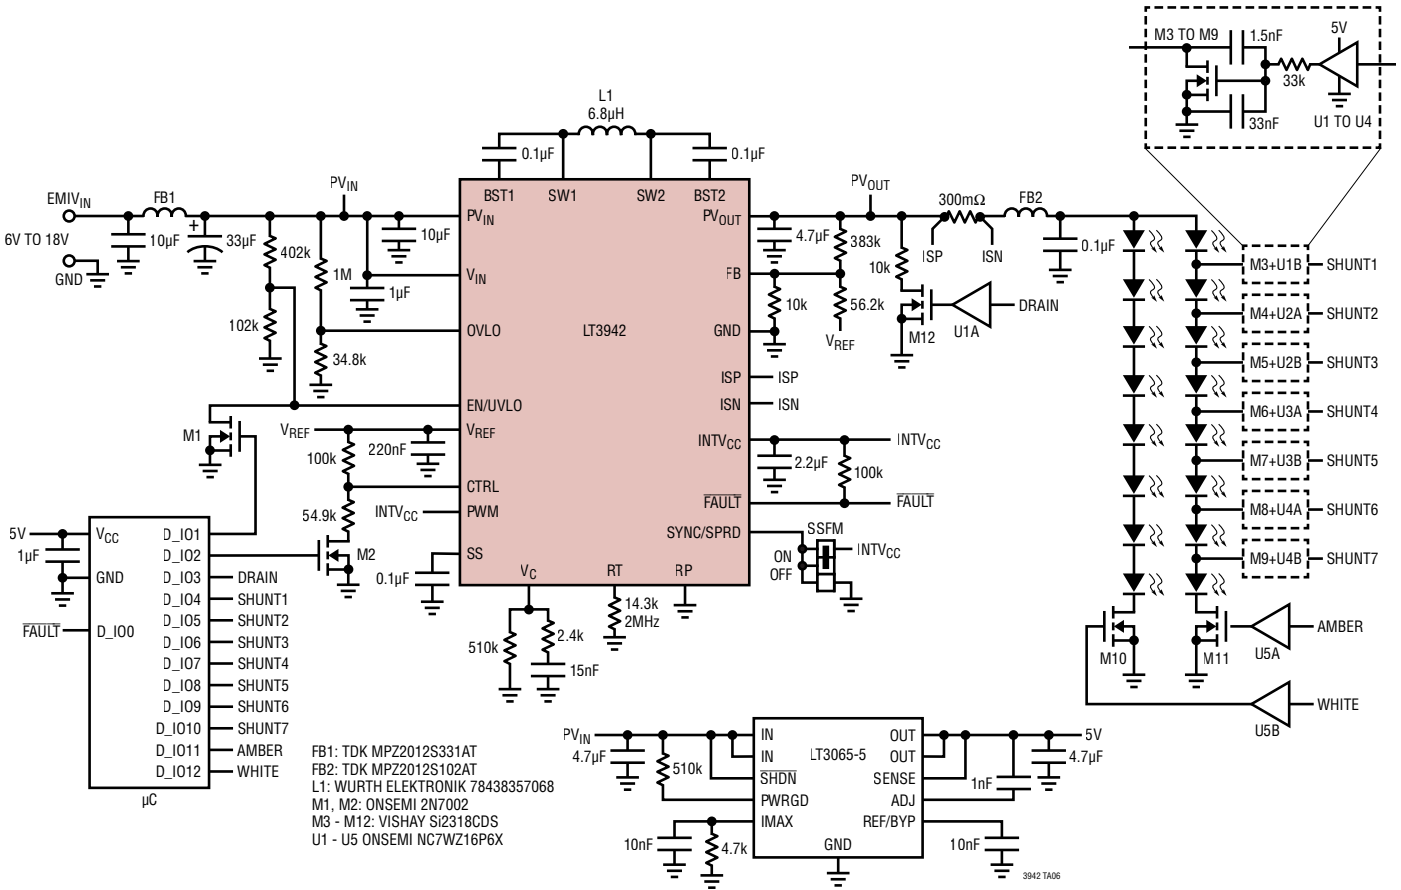 M3 TO M9
1.5nF
5V
33k
33nF
U1 TO U4
L1
6.8µH
0.1µF
0.1µF
BST1
SW1
SW2
BST2
EMIVIN
FB1
PVIN
PVIN
PVOUT
PVOUT
300mΩ
FB2
6V TO 18V
10µF
+
33µF
402k
1M
10µF
4.7µF
383k
10k
ISP
ISN
0.1µF
GND
1µF
VIN
FB
M3+U1B
SHUNT1
102k
OVLO
LT3942
10k
56.2k
GND
VREF
M12
U1A
DRAIN
M4+U2A
SHUNT2
34.8k
M5+U2B
SHUNT3
ISP
ISP
EN/UVLO
ISN
ISN
M6+U3A
SHUNT4
M1
VREF
VREF
220nF
100k
INTVCC
INTVCC
2.2µF
100k
M7+U3B
SHUNT5
CTRL
FAULT
FAULT
54.9k
INTVCC
PWM
M8+U4A
SHUNT6
5V
VCC
D_IO1
SYNC/SPRD
SSFM
1µF
D_IO2
M2
SS
ON
OFF
INTVCC
M9+U4B
SHUNT7
GND
D_IO3
DRAIN
0.1µF
VC
RT
RP
D_IO4
SHUNT1
14.3k
2MHz
FAULT
D_IO0
D_IO5
SHUNT2
D_IO6
SHUNT3
510k
2.4k
D_IO7
SHUNT4
15nF
M10
M11
U5A
AMBER
D_IO8
SHUNT5
D_IO9
SHUNT6
D_IO10
SHUNT7
D_IO11
AMBER
D_IO12
WHITE
µC
U5B
WHITE
FB1: TDK MPZ2012S331AT
FB2: TDK MPZ2012S102AT
L1: WURTH ELEKTRONIK 78438357068
M1, M2: ONSEMI 2N7002
M3 - M12: VISHAY Si2318CDS
U1 - U5 ONSEMI NC7WZ16P6X
PVIN
IN
OUT
5V
4.7µF
510k
IN
LT3065-5
OUT
4.7µF
SHDN
SENSE
1nF
PWRGD
ADJ
IMAX
REF/BYP
10nF
4.7k
GND
10nF
3942 TA06